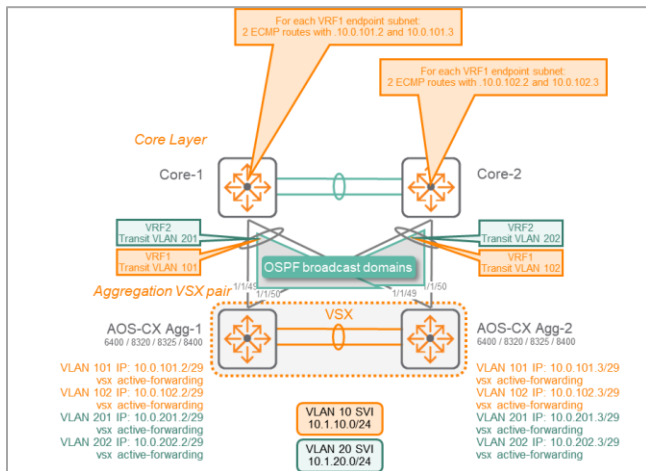 For each VRF1 endpoint subnet:
2 ECMP routes with .10.0.101.2 and 10.0.101.3
For each VRF1 endpoint subnet:
2 ECMP routes with .10.0.102.2 and 10.0.102.3
Core Layer
Core-1
Core-2
VRF2
Transit VLAN 201
VRF1
Transit VLAN 101
VRF2
Transit VLAN 202
VRF1
Transit VLAN 102
OSPF broadcast domains
1/1/49
1/1/50
1/1/49
1/1/50
Aggregation VSX pair
VSX
AOS-CX Agg-1
6400 / 8320 / 8325 / 8400
AOS-CX Agg-2
6400 / 8320 / 8325 / 8400
VLAN 101 IP: 10.0.101.2/29
vsx active-forwarding
VLAN 102 IP: 10.0.102.2/29
vsx active-forwarding
VLAN 201 IP: 10.0.201.2/29
vsx active-forwarding
VLAN 202 IP: 10.0.202.2/29
vsx active-forwarding
VLAN 10 SVI
10.1.10.0/24
VLAN 20 SVI
10.1.20.0/24
VLAN 101 IP: 10.0.101.3/29
vsx active-forwarding
VLAN 102 IP: 10.0.102.3/29
vsx active-forwarding
VLAN 201 IP: 10.0.201.3/29
vsx active-forwarding
VLAN 202 IP: 10.0.202.3/29
vsx active-forwarding